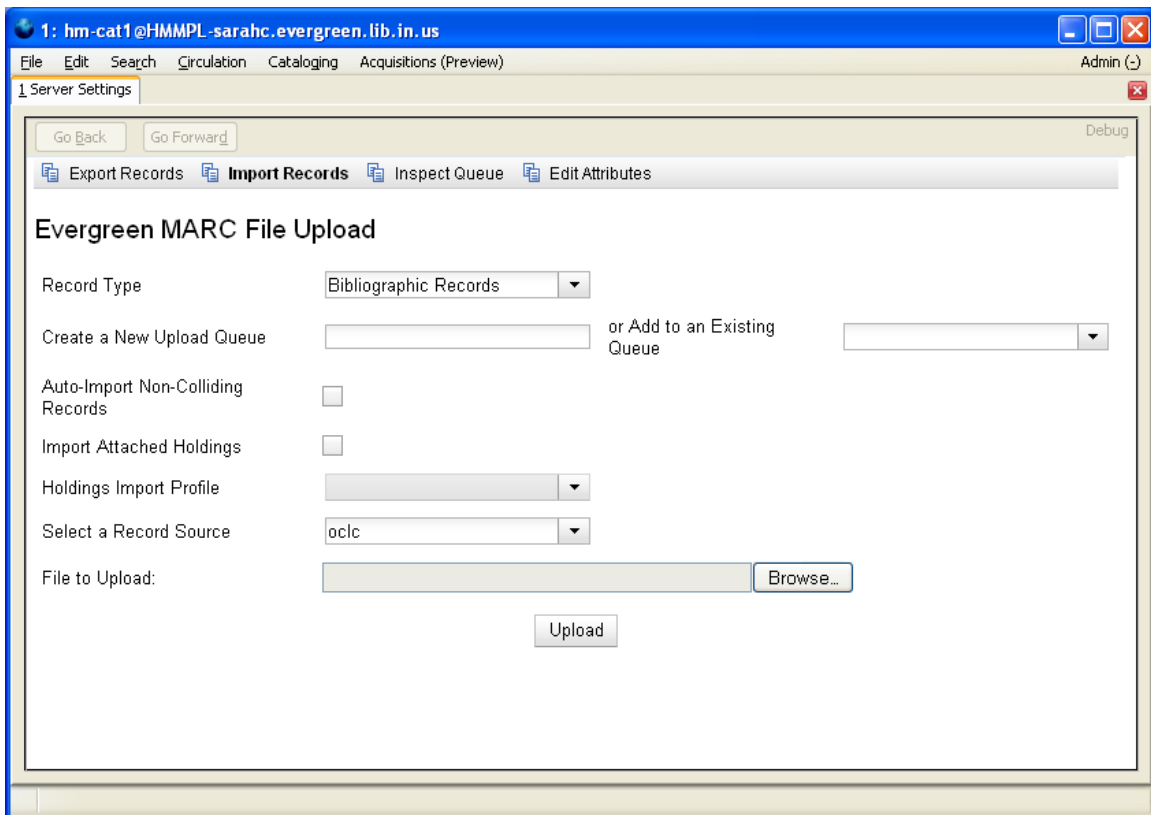 1: hm-cat1@HMMPL-sarahc.evergreen.lib.in.us
File Edit Search Circulation Cataloging Acquisitions (Preview) Admin (-)
1 Server Settings
Go Back Go Forward Debug
Export Records Import Records Inspect Queue Edit Attributes
Evergreen MARC File Upload
Record Type Bibliographic Records
Create a New Upload Queue or Add to an Existing
Queue
Auto-Import Non-Colliding
Records
Import Attached Holdings
Holdings Import Profile
Select a Record Source oclc
File to Upload: Browse...
Upload